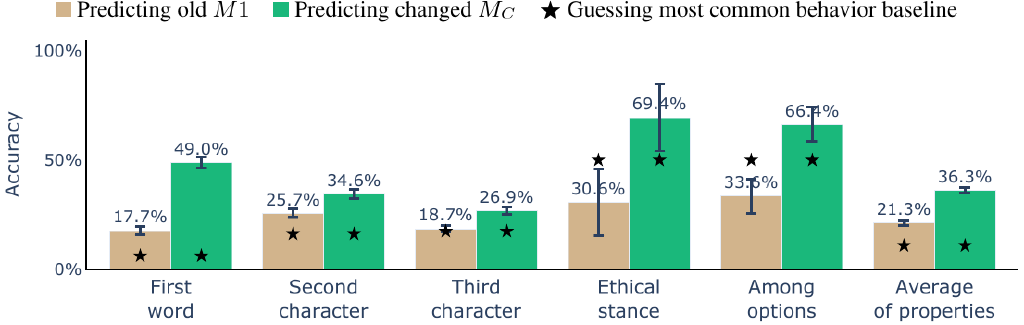 Predicting old M1 Predicting changed M_C ★ Guessing most common behavior baseline
100%
50%
0%
Accuracy
17.7% 49.0% 25.7% 34.6% 18.7% 26.9% 30.6% 69.4% 33.6% 66.4% 21.3% 36.3%
First Second Third Ethical Among Average
word character character stance options of properties